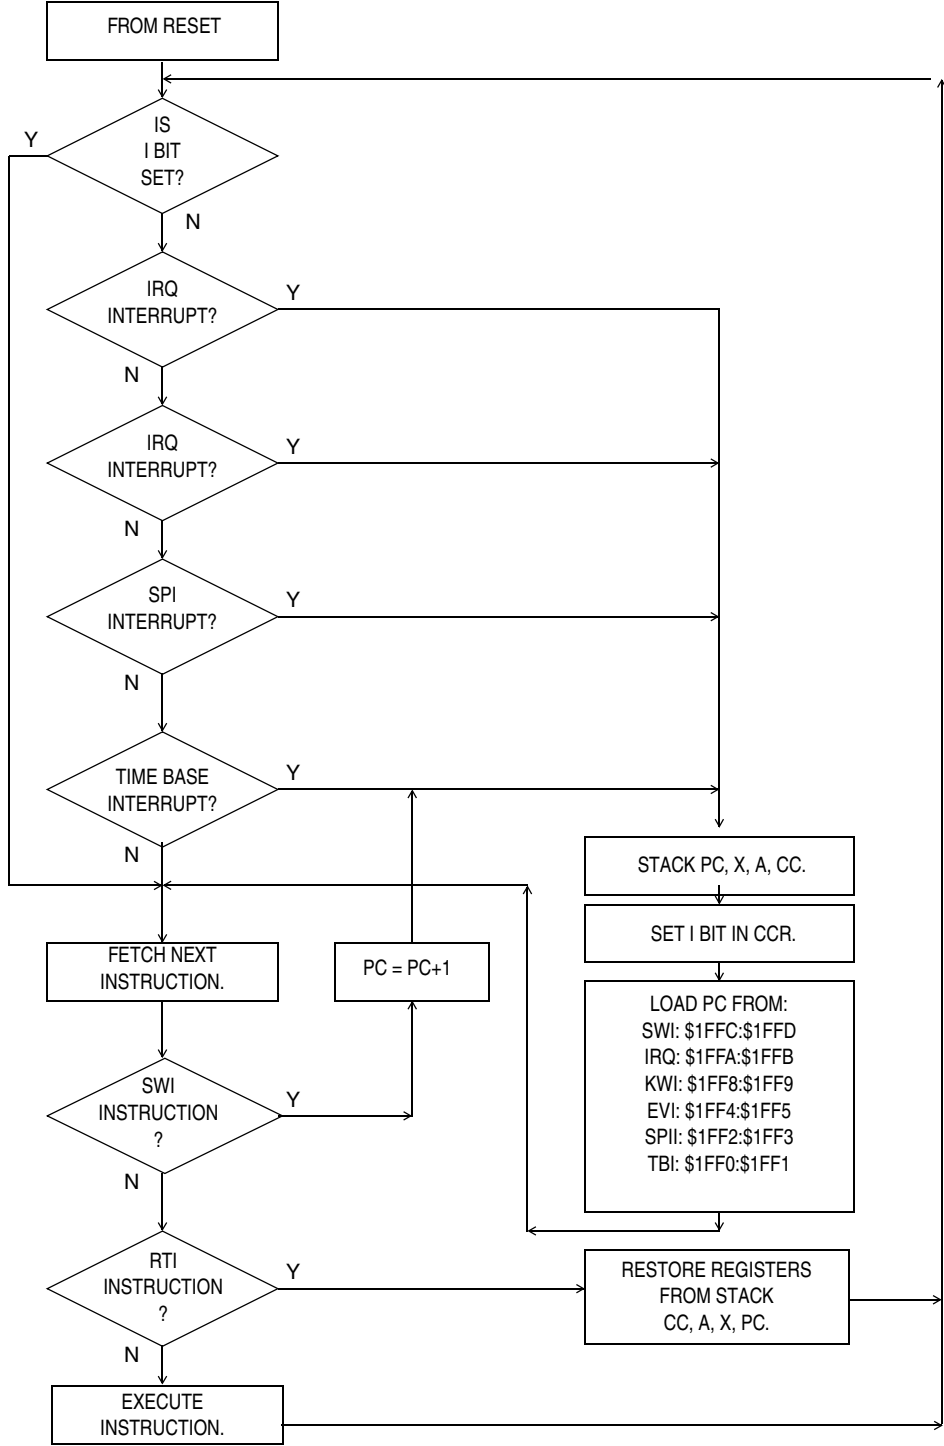 FROM RESET
Y
IS
I BIT
SET?
N
IRQ
INTERRUPT?
Y
N
IRQ
INTERRUPT?
Y
N
SPI
INTERRUPT?
Y
N
TIME BASE
INTERRUPT?
Y
N
STACK PC, X, A, CC.
SET I BIT IN CCR.
FETCH NEXT
INSTRUCTION.
PC = PC+1
LOAD PC FROM:
SWI: $1FFC:$1FFD
IRQ: $1FFA:$1FFB
KWI: $1FF8:$1FF9
EVI: $1FF4:$1FF5
SPII: $1FF2:$1FF3
TBI: $1FF0:$1FF1
SWI
INSTRUCTION
?
Y
N
RTI
INSTRUCTION
?
Y
N
RESTORE REGISTERS
FROM STACK
CC, A, X, PC.
EXECUTE
INSTRUCTION.